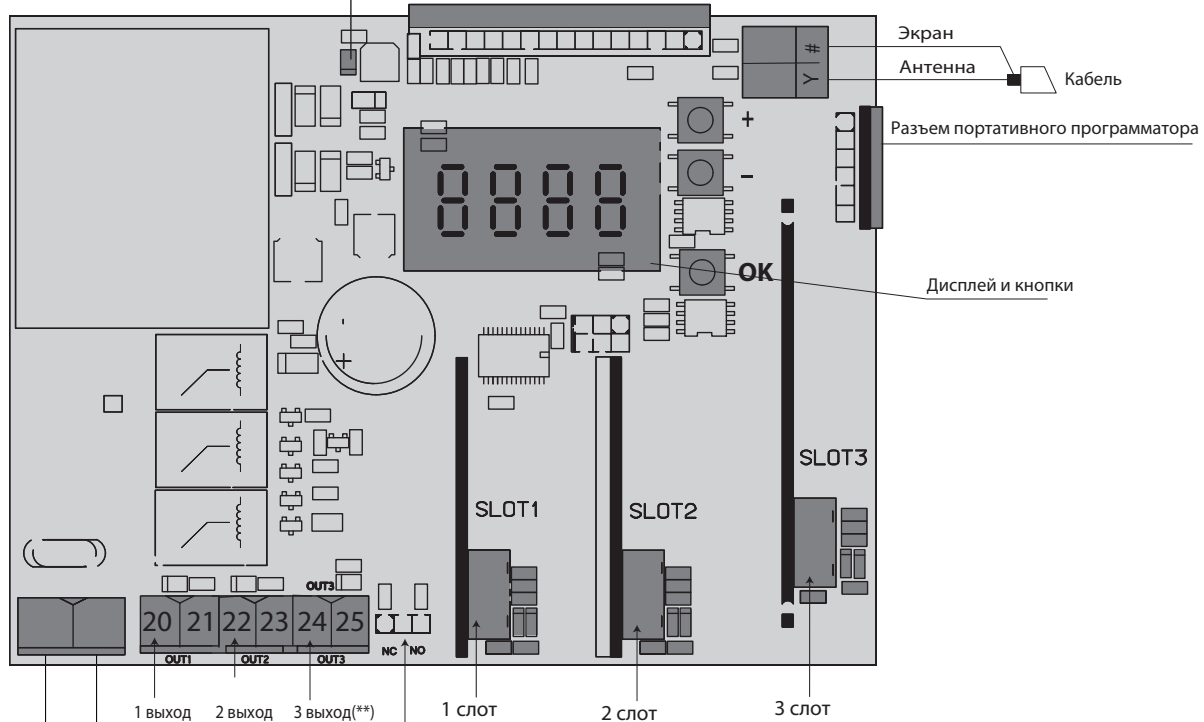 Экран
#
Антенна
Y
Кабель
+
Разъем портативного программатора
-
8888
OK
Дисплей и кнопки
-
+
SLOT3
SLOT1
SLOT2
OUT3
20 21 22 23 24 25
NC NO
OUT1 OUT2 OUT3
1 выход 2 выход 3 выход(**)
1 слот
2 слот
3 слот